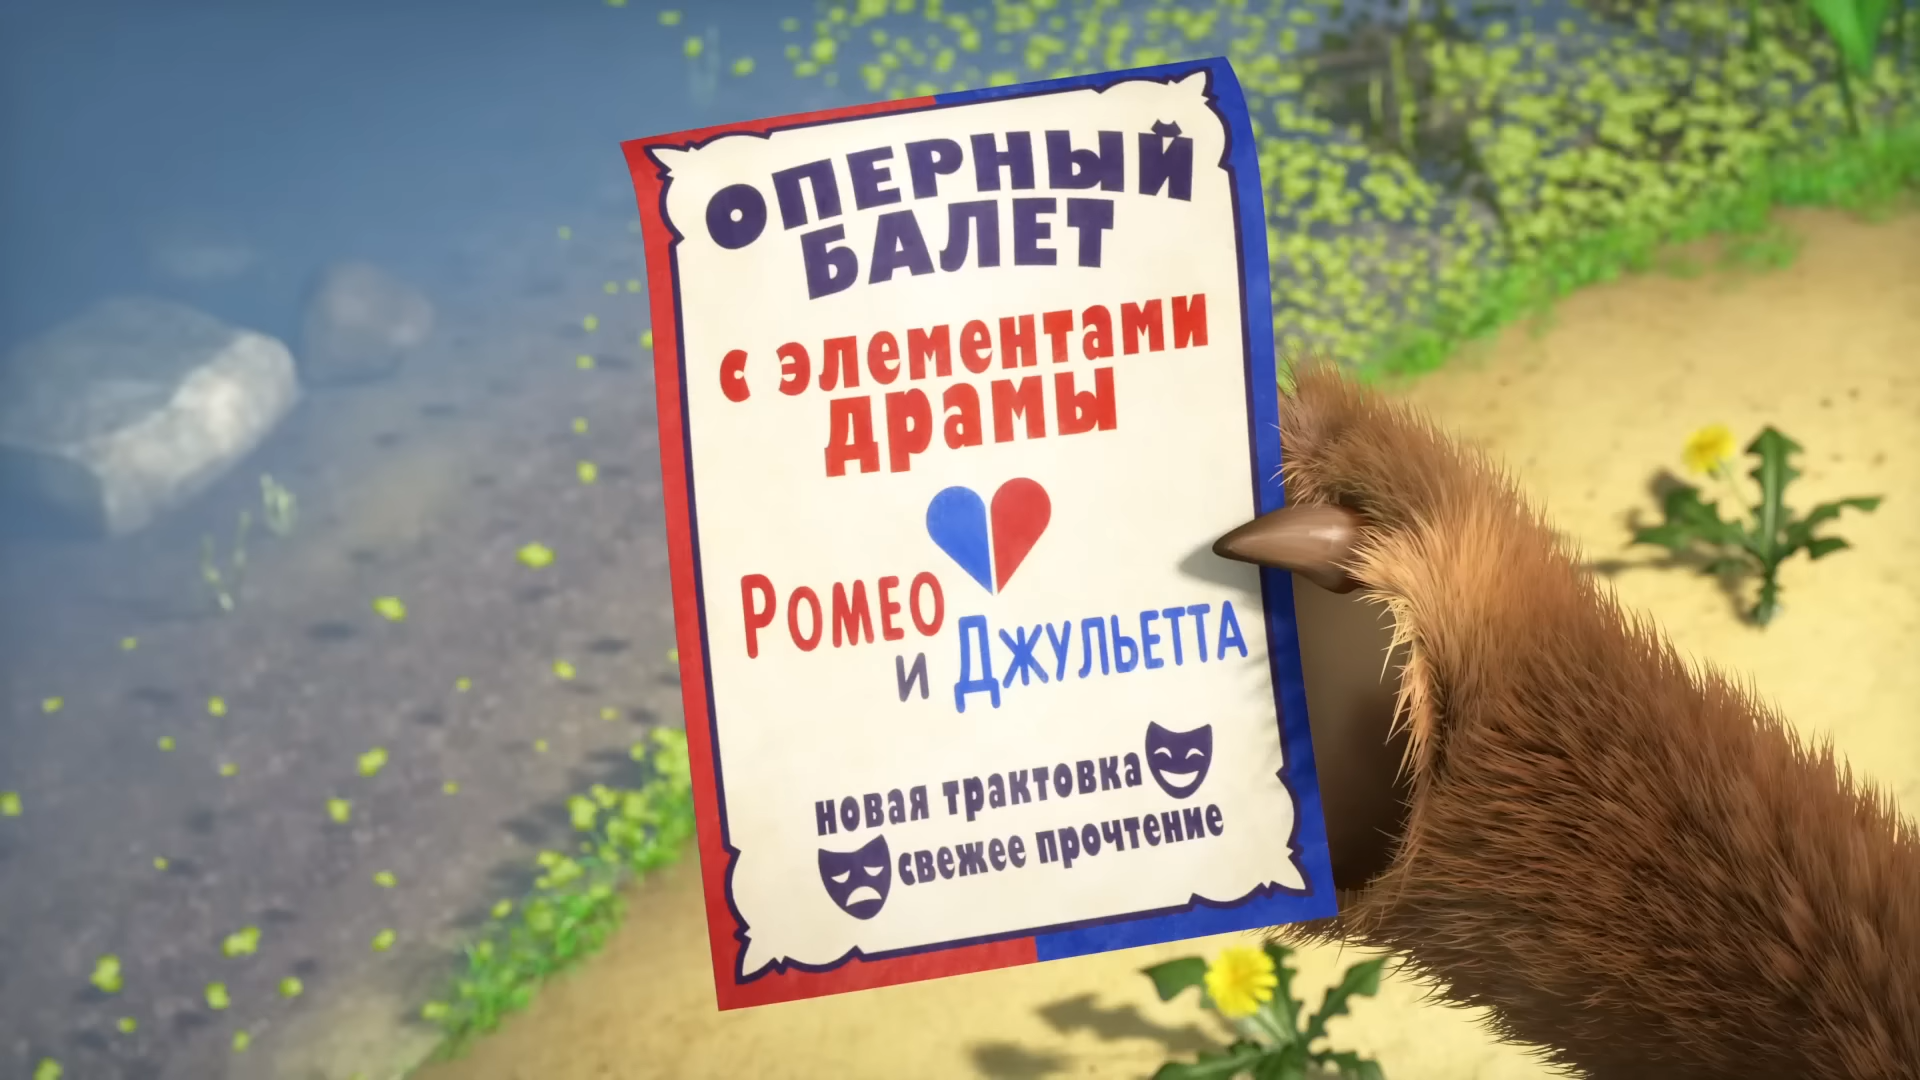 ОПЕРНЫЙ
БАЛЕТ
с элементами
драмы
Ромео
и Джульетта
новая трактовка
свежее прочтение